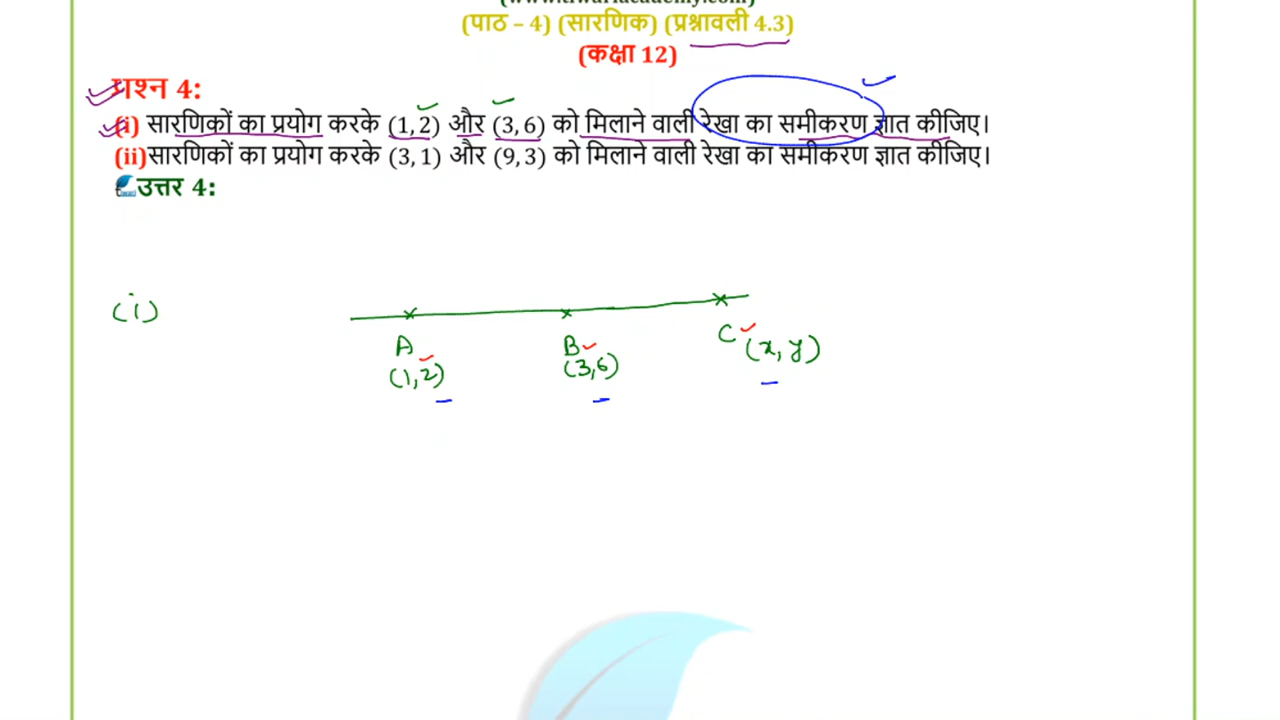 (पाठ – 4) (सारणिक) (प्रश्नावली 4.3)
(कक्षा 12)
प्रश्न 4:
(i) सारणिकों का प्रयोग करके (1, 2) और (3, 6) को मिलाने वाली रेखा का समीकरण ज्ञात कीजिए।
(ii)सारणिकों का प्रयोग करके (3, 1) और (9, 3) को मिलाने वाली रेखा का समीकरण ज्ञात कीजिए।
उत्तर 4:
(i)
A B C (x, y)
(1,2) (3,6)